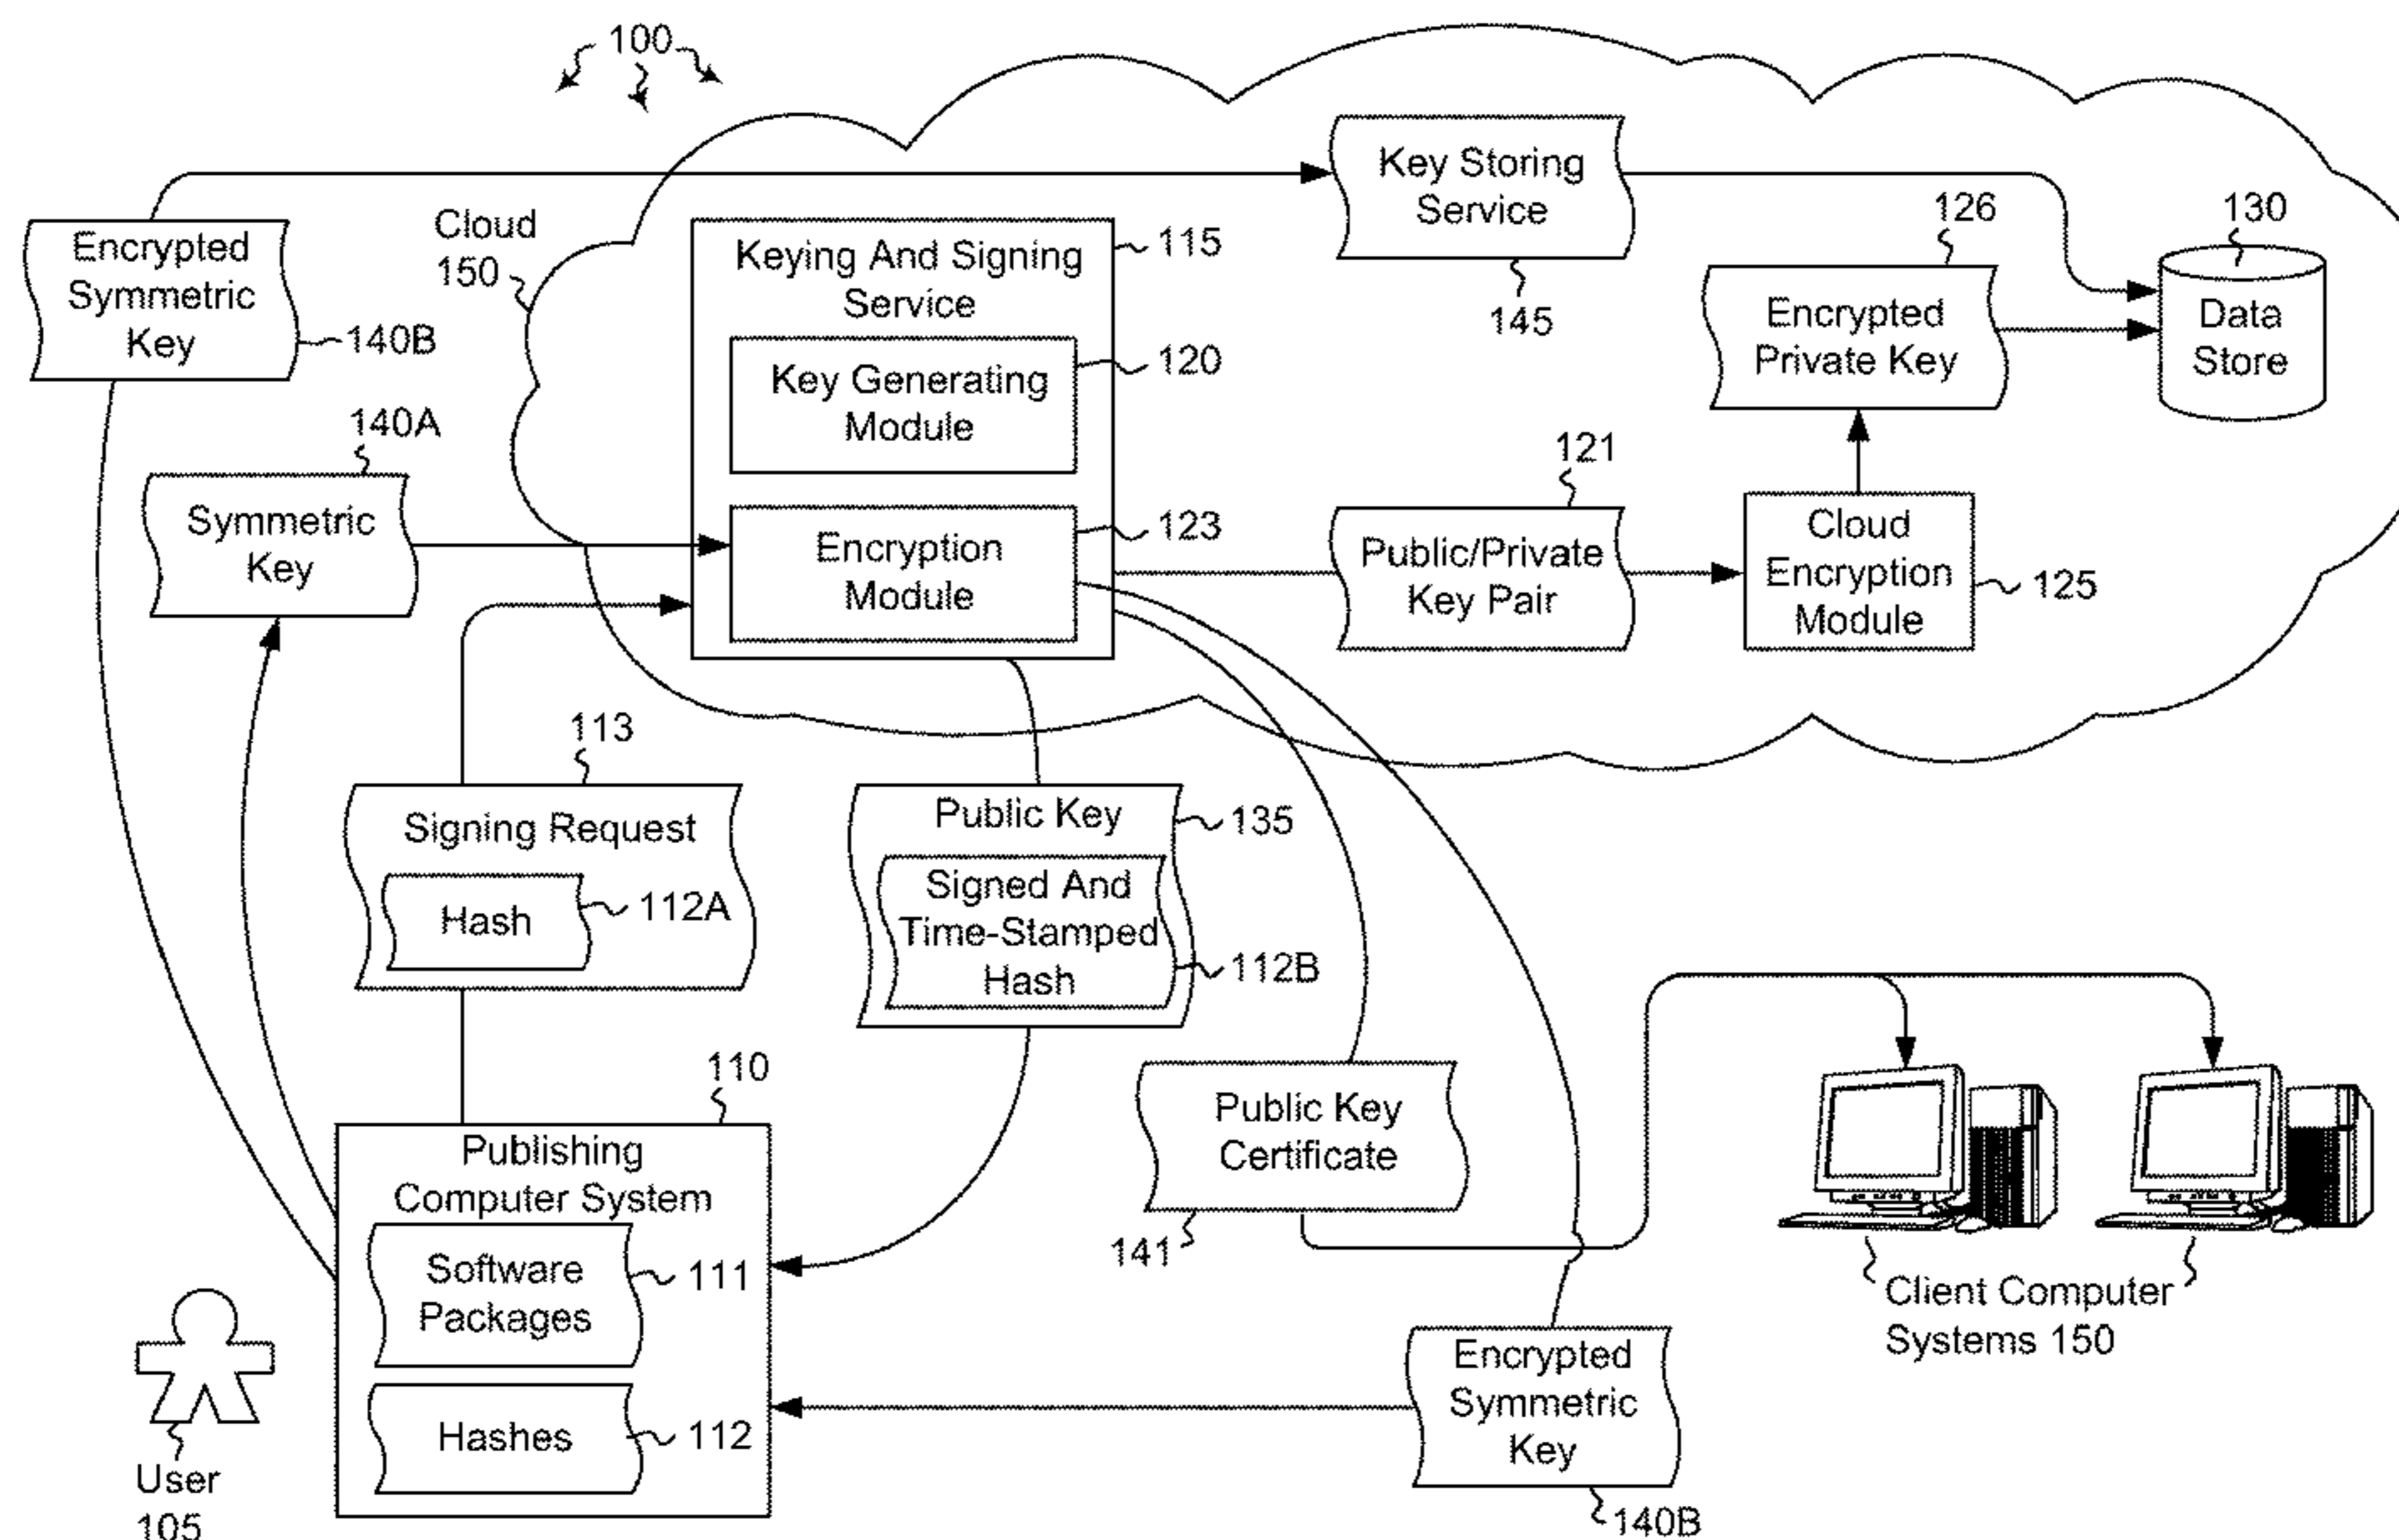 100
Key Storing
Service
145
Cloud
150
Encrypted
Symmetric
Key
140B
Keying And Signing
Service
115
Key Generating
Module
120
Encryption
Module
123
126
Encrypted
Private Key
130
Data
Store
140A
Symmetric
Key
121
Public/Private
Key Pair
Cloud
Encryption
Module
125
113
Signing Request
Hash
112A
Public Key
135
Signed And
Time-Stamped
Hash
112B
110
Publishing
Computer System
Software
Packages
111
Hashes
112
Public Key
Certificate
141
Client Computer
Systems 150
Encrypted
Symmetric
Key
140B
User
105